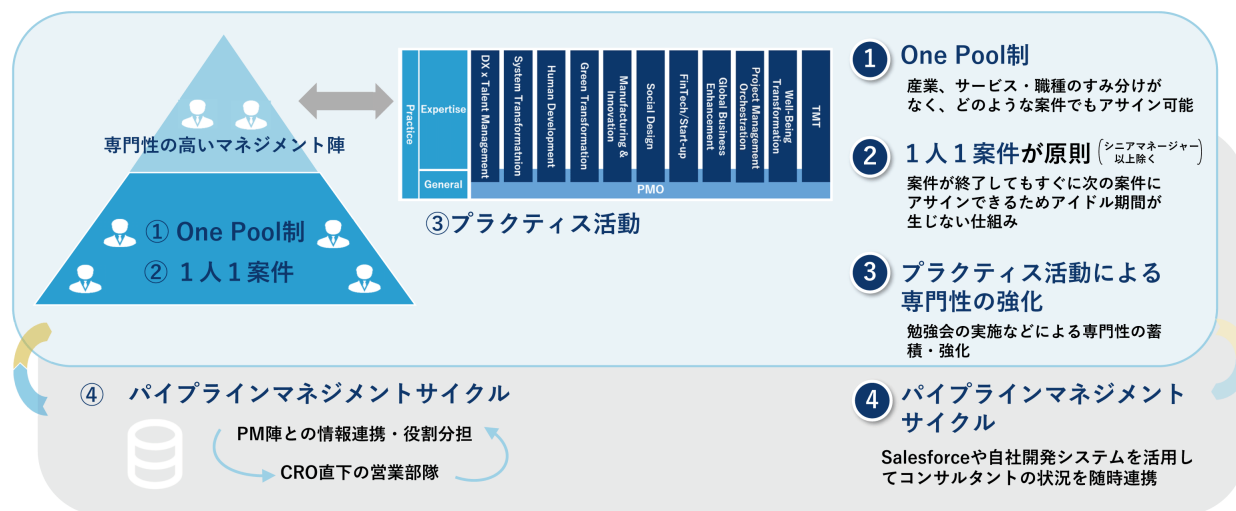 専門性の高いマネジメント陣
① One Pool制
② 1人1案件
Practice
Expertise
General
DX x Talent Management
System Transformatnion
Human Development
Green Transformation
Manufacturing &
Innovation
Social Design
FinTech/Start-up
Global Business
Enhancement
Project Management
Orchestration
Well-Being
Transformation
TMT
PMO
③プラクティス活動
1 One Pool制
産業、サービス・職種のすみ分けが
なく、どのような案件でもアサイン可能
2 1人1案件が原則(シニアマネージャー
以上除く)
案件が終了してもすぐに次の案件に
アサインできるためアイドル期間が
生じない仕組み
3 プラクティス活動による
専門性の強化
勉強会の実施などによる専門性の蓄
積・強化
④ パイプラインマネジメントサイクル
PM陣との情報連携・役割分担
CRO直下の営業部隊
4 パイプラインマネジメント
サイクル
Salesforceや自社開発システムを活用し
てコンサルタントの状況を随時連携